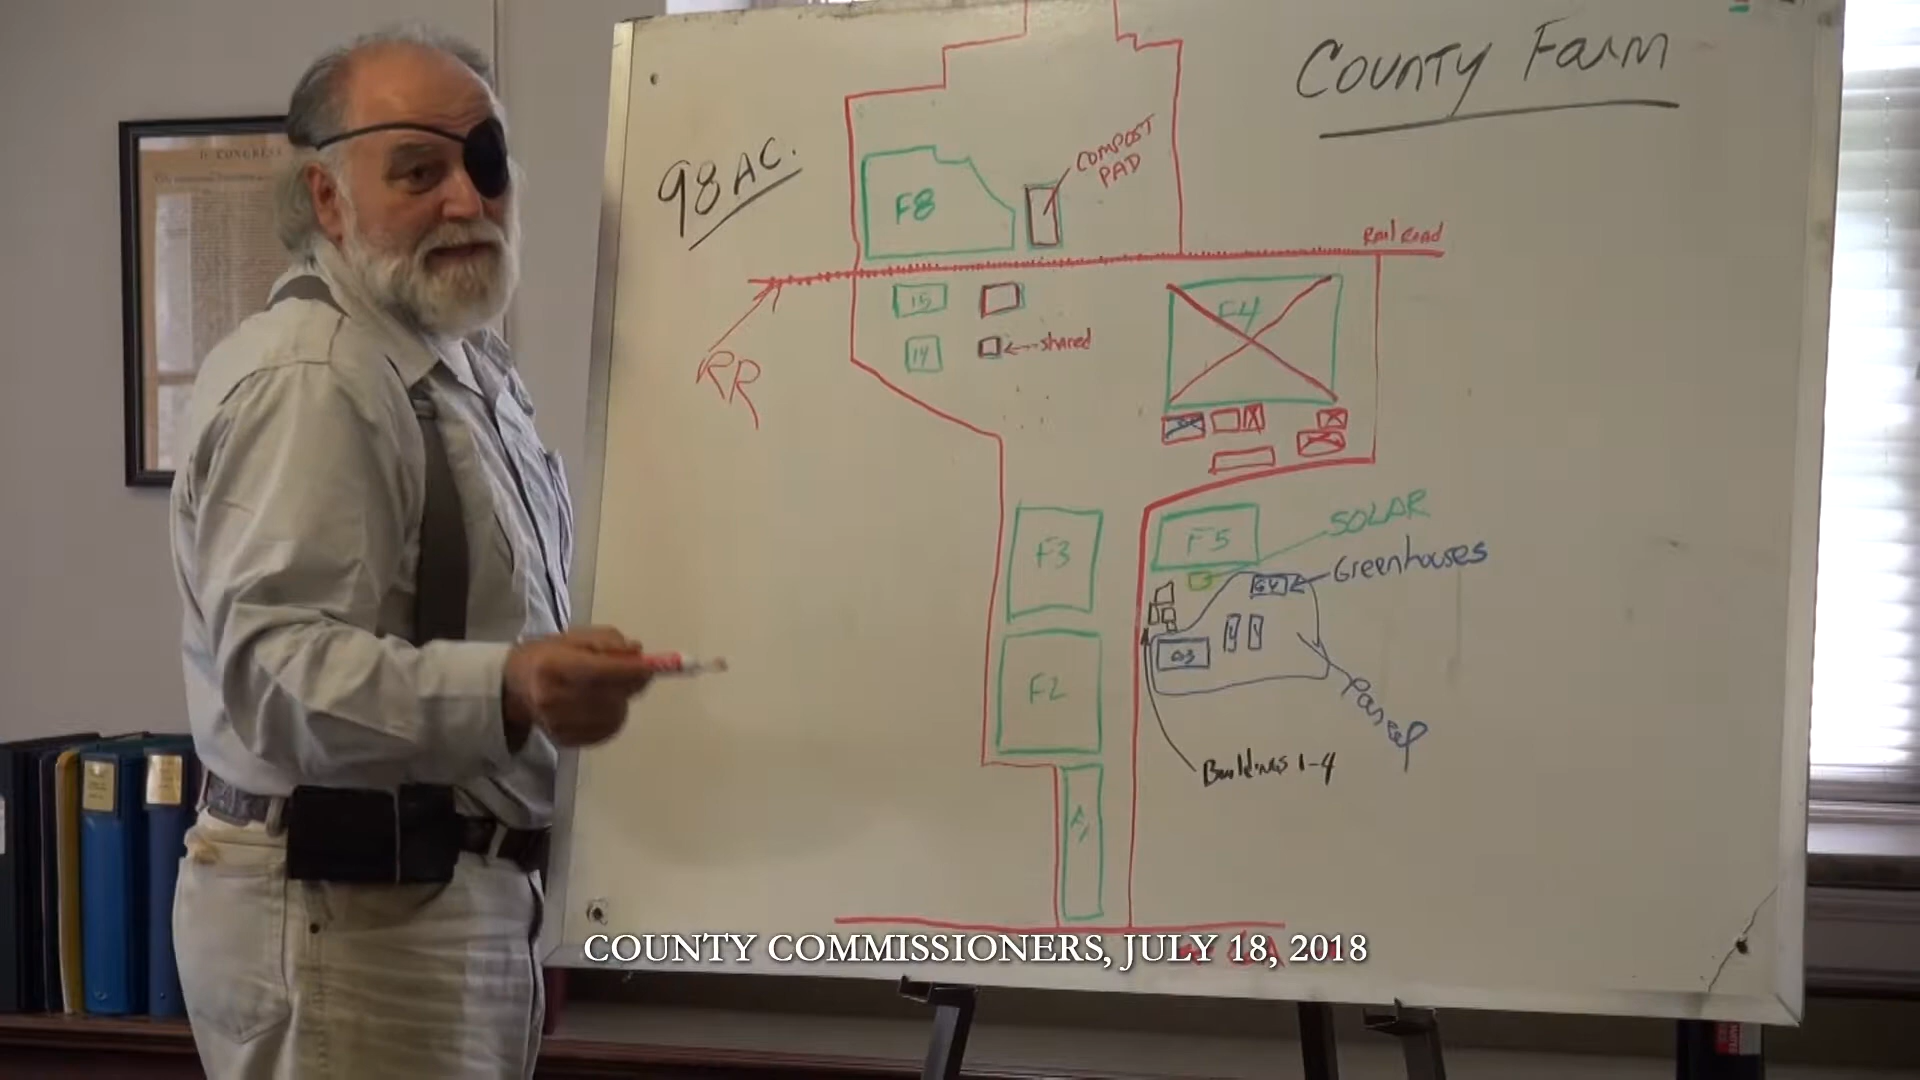 COUNTY FARM
98 AC.
COMPOST
PAD
F8
Railroad
15
F4
14
shared
RR
SOLAR
F5
F3
Greenhouses
F2
Buildings 1-4
COUNTY COMMISSIONERS, JULY 18, 2018